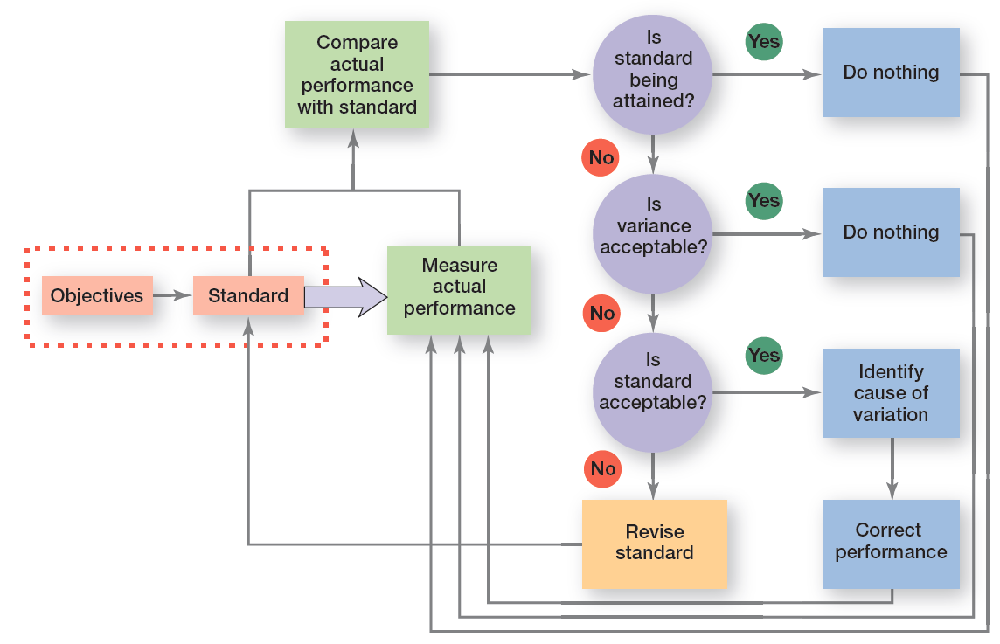 Compare
actual
performance
with standard
Is
standard
being
attained?
Yes
Do nothing
No
Is
variance
acceptable?
Yes
Do nothing
Objectives
Standard
Measure
actual
performance
No
Is
standard
acceptable?
Yes
Identify
cause of
variation
No
Revise
standard
Correct
performance